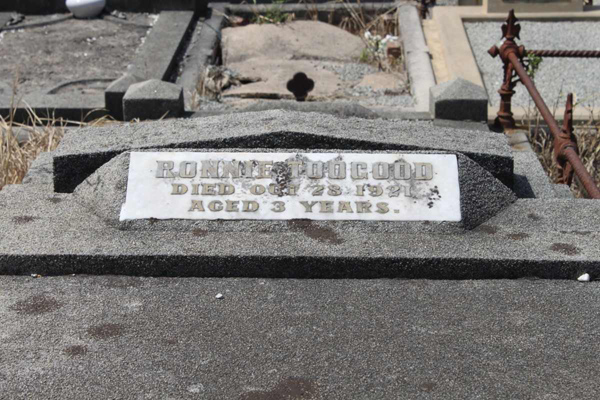 RONNIE TOOGOOD
DIED OCT 28 1921
AGED 3 YEARS.